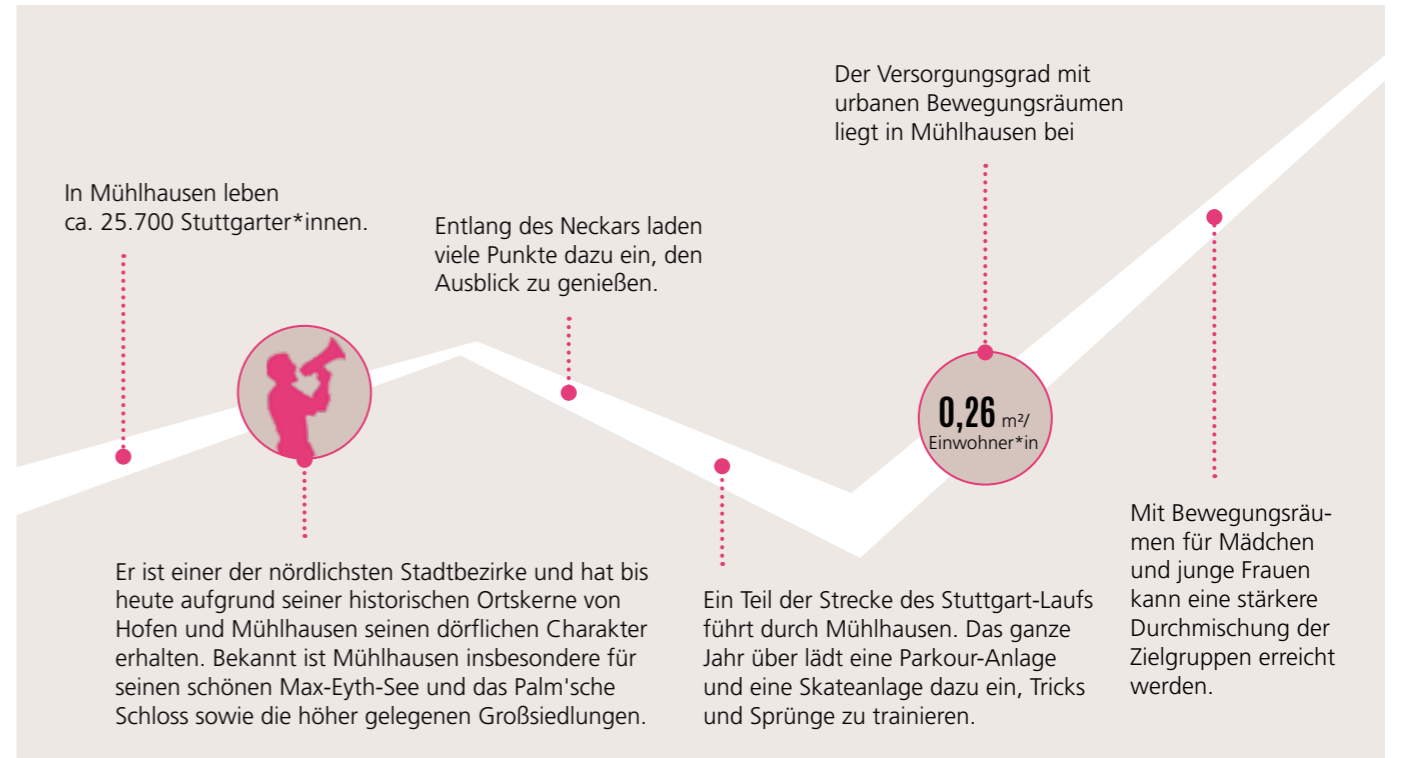 In Mühlhausen leben
ca. 25.700 Stuttgarter*innen.
Er ist einer der nördlichsten Stadtbezirke und hat bis
heute aufgrund seiner historischen Ortskerne von
Hofen und Mühlhausen seinen dörflichen Charakter
erhalten. Bekannt ist Mühlhausen insbesondere für
seinen schönen Max-Eyth-See und das Palm'sche
Schloss sowie die höher gelegenen Großsiedlungen.
Entlang des Neckars laden
viele Punkte dazu ein, den
Ausblick zu genießen.
Ein Teil der Strecke des Stuttgart-Laufs
führt durch Mühlhausen. Das ganze
Jahr über lädt eine Parkour-Anlage
und eine Skateanlage dazu ein, Tricks
und Sprünge zu trainieren.
Der Versorgungsgrad mit
urbanen Bewegungsräumen
liegt in Mühlhausen bei
0,26 m²/
Einwohner*in
Mit Bewegungsräu-
men für Mädchen
und junge Frauen
kann eine stärkere
Durchmischung der
Zielgruppen erreicht
werden.